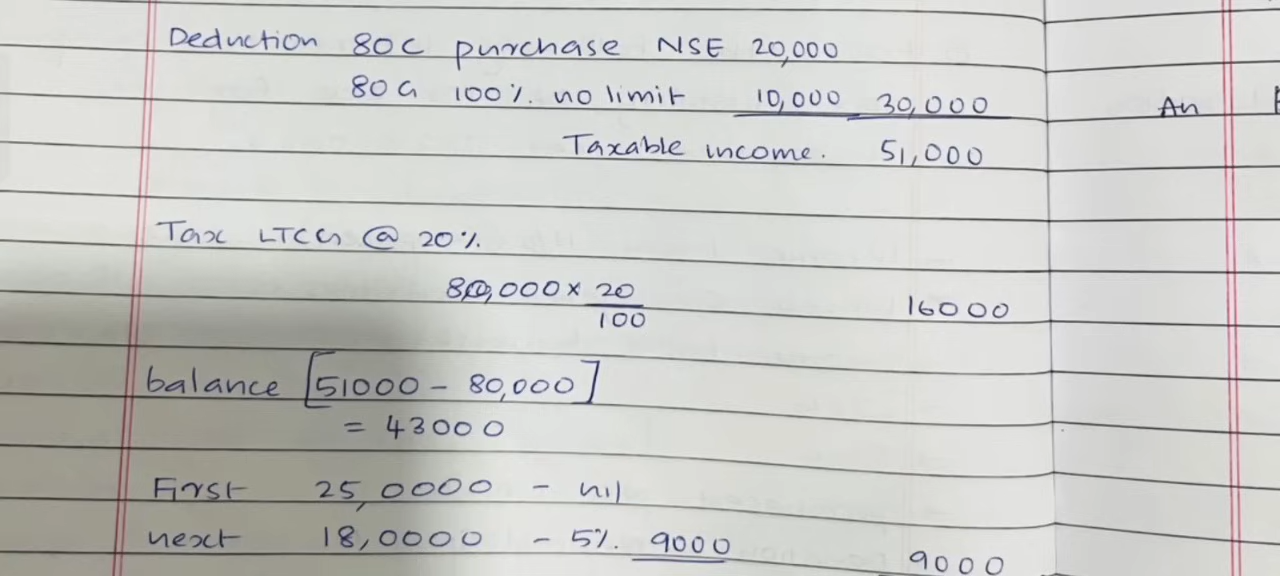 Deduction 80C purchase NSE 20,000
80G 100% no limit 10,000 30,000
An
Taxable income. 51,000
Tax LTCG @ 20%
80,000 × 20
100
16000
balance [51000 - 80,000]
= 43000
First 25,0000 - nil
next 18,0000 - 5% 9000 9000